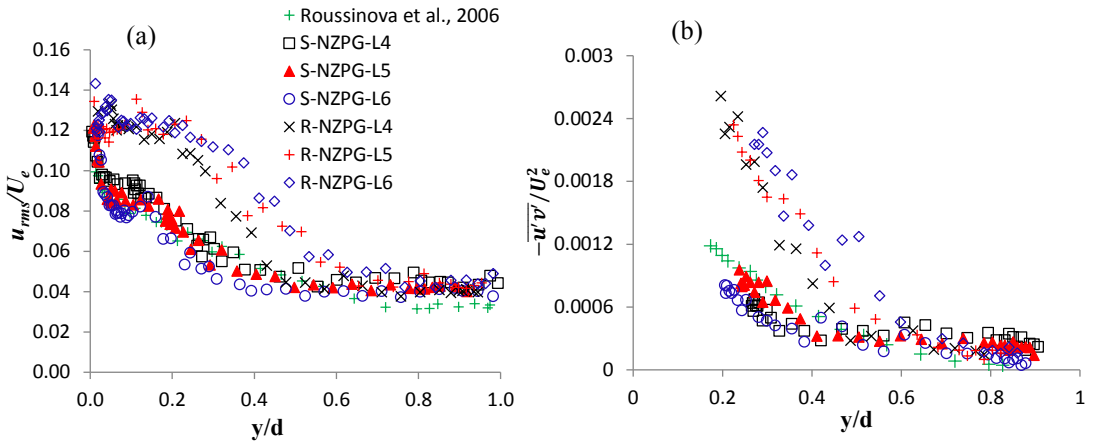 (a)
Roussinova et al., 2006
S-NZPG-L4
S-NZPG-L5
S-NZPG-L6
R-NZPG-L4
R-NZPG-L5
R-NZPG-L6
0.16
0.14
0.12
0.10
0.08
0.06
0.04
0.02
0.00
u_rms/U_e
0.0 0.2 0.4 0.6 0.8 1.0
y/d
(b)
0.003
0.0024
0.0018
0.0012
0.0006
0
−u'v'/U_e^2
0 0.2 0.4 0.6 0.8 1
y/d